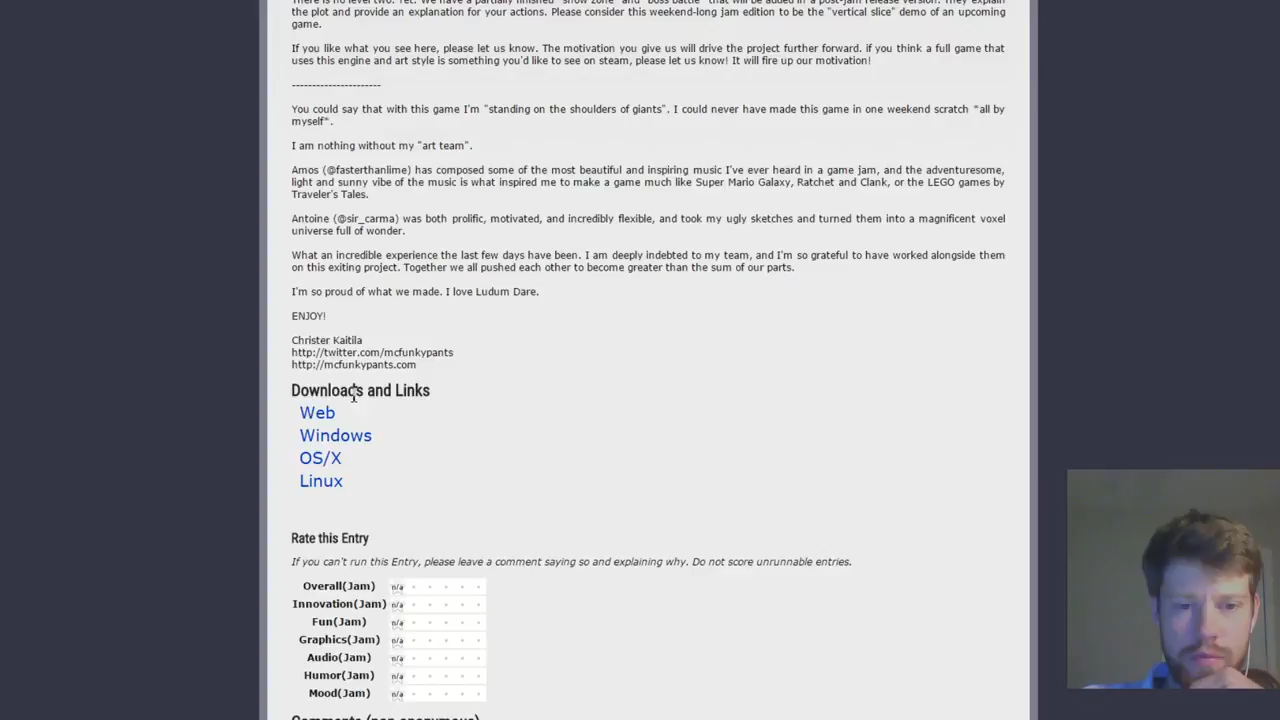 There is no level two. Yet. We have a partially finished "snow zone" and "boss battle" that will be added in a post-jam release version. They explain
the plot and provide an explanation for your actions. Please consider this weekend-long jam edition to be the "vertical slice" demo of an upcoming
game.
If you like what you see here, please let us know. The motivation you give us will drive the project further forward. if you think a full game that
uses this engine and art style is something you'd like to see on steam, please let us know! It will fire up our motivation!
----------------------
You could say that with this game I'm "standing on the shoulders of giants". I could never have made this game in one weekend scratch *all by
myself*.
I am nothing without my "art team".
Amos (@fasterthanlime) has composed some of the most beautiful and inspiring music I've ever heard in a game jam, and the adventuresome,
light and sunny vibe of the music is what inspired me to make a game much like Super Mario Galaxy, Ratchet and Clank, or the LEGO games by
Traveler's Tales.
Antoine (@sir_carma) was both prolific, motivated, and incredibly flexible, and took my ugly sketches and turned them into a magnificent voxel
universe full of wonder.
What an incredible experience the last few days have been. I am deeply indebted to my team, and I'm so grateful to have worked alongside them
on this exiting project. Together we all pushed each other to become greater than the sum of our parts.
I'm so proud of what we made. I love Ludum Dare.
ENJOY!
Christer Kaitila
http://twitter.com/mcfunkypants
http://mcfunkypants.com
Downloads and Links
Web
Windows
OS/X
Linux
Rate this Entry
If you can't run this Entry, please leave a comment saying so and explaining why. Do not score unrunnable entries.
Overall(Jam) n/a
Innovation(Jam) n/a
Fun(Jam) n/a
Graphics(Jam) n/a
Audio(Jam) n/a
Humor(Jam) n/a
Mood(Jam) n/a
Comments (non anonymous)